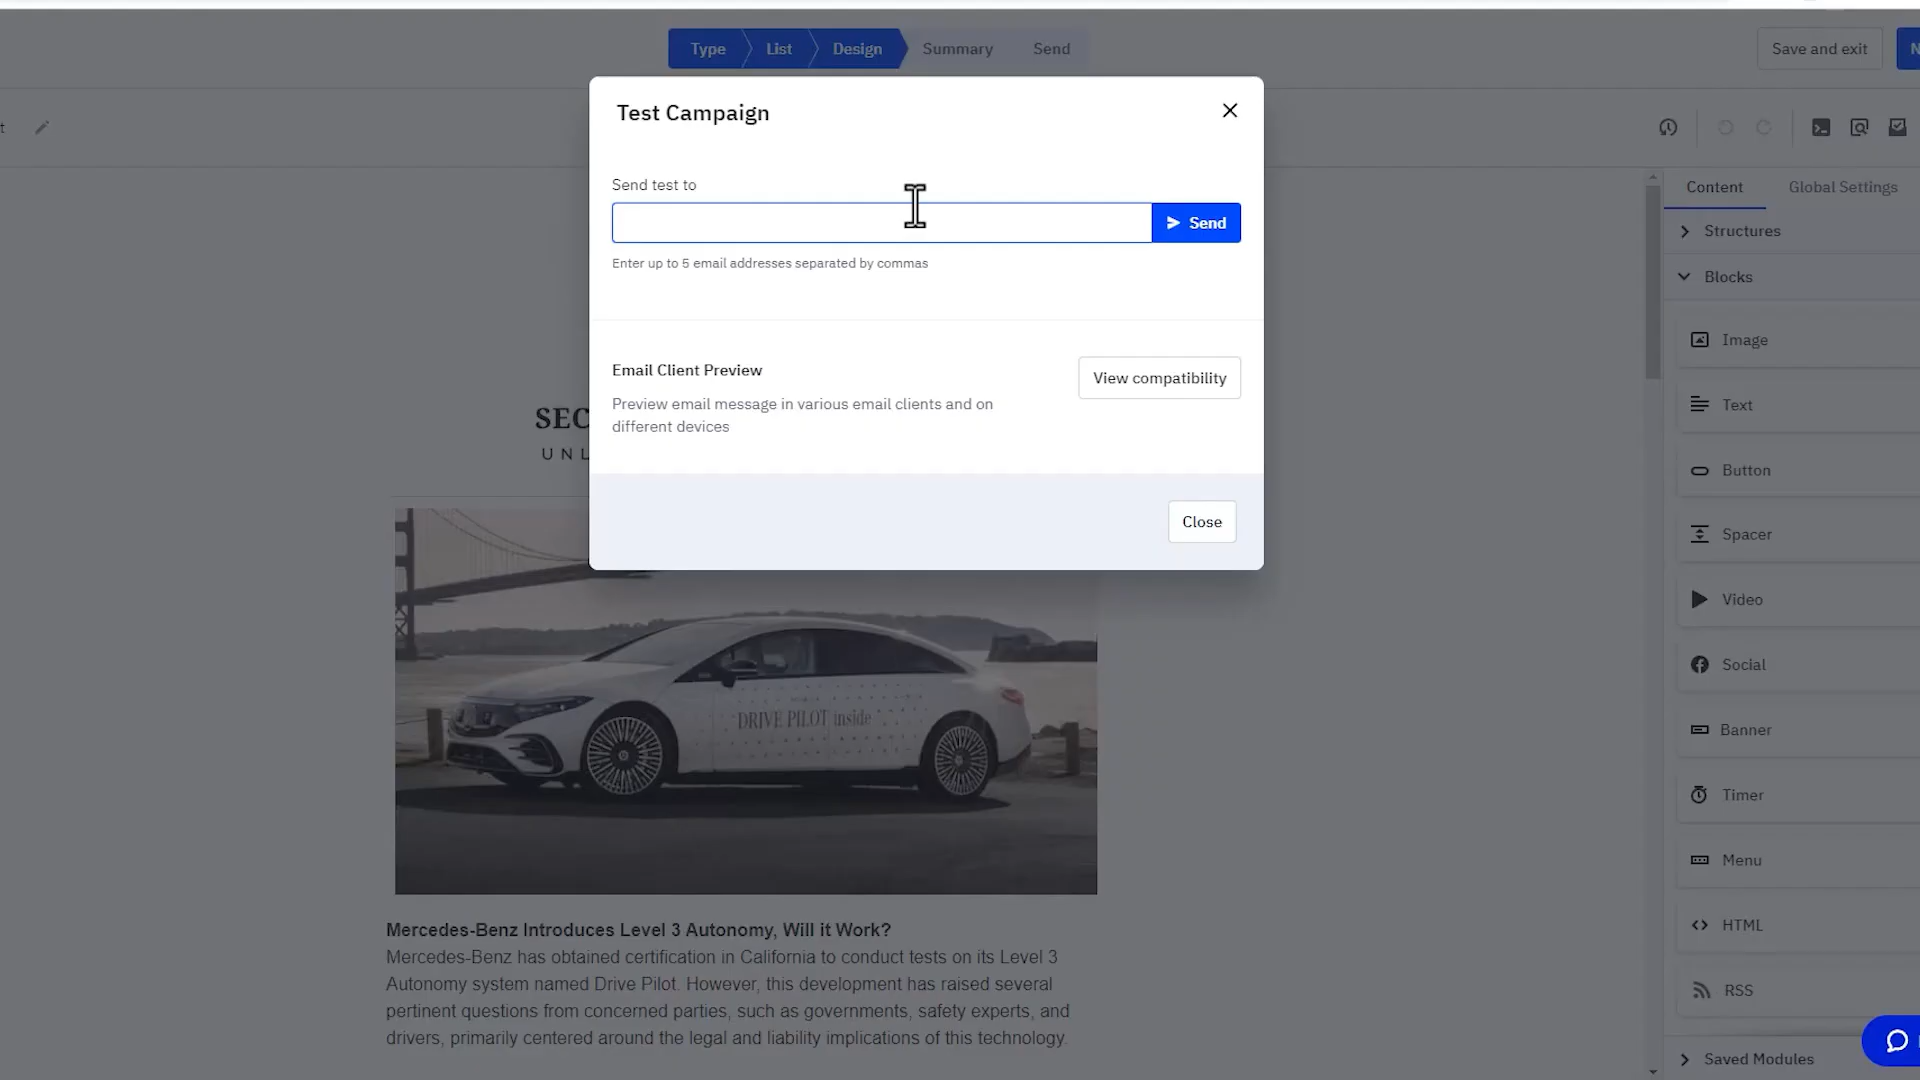 Type
List
Design
Summary
Send
Save and exit
Test Campaign
Send test to
Send
Enter up to 5 email addresses separated by commas
Email Client Preview
View compatibility
Preview email message in various email clients and on
different devices
Close
SEC
UNL
DRIVE PILOT inside
Mercedes-Benz Introduces Level 3 Autonomy, Will it Work?
Mercedes-Benz has obtained certification in California to conduct tests on its Level 3
Autonomy system named Drive Pilot. However, this development has raised several
pertinent questions from concerned parties, such as governments, safety experts, and
drivers, primarily centered around the legal and liability implications of this technology.
Content
Global Settings
Structures
Blocks
Image
Text
Button
Spacer
Video
Social
Banner
Timer
Menu
HTML
RSS
Saved Modules